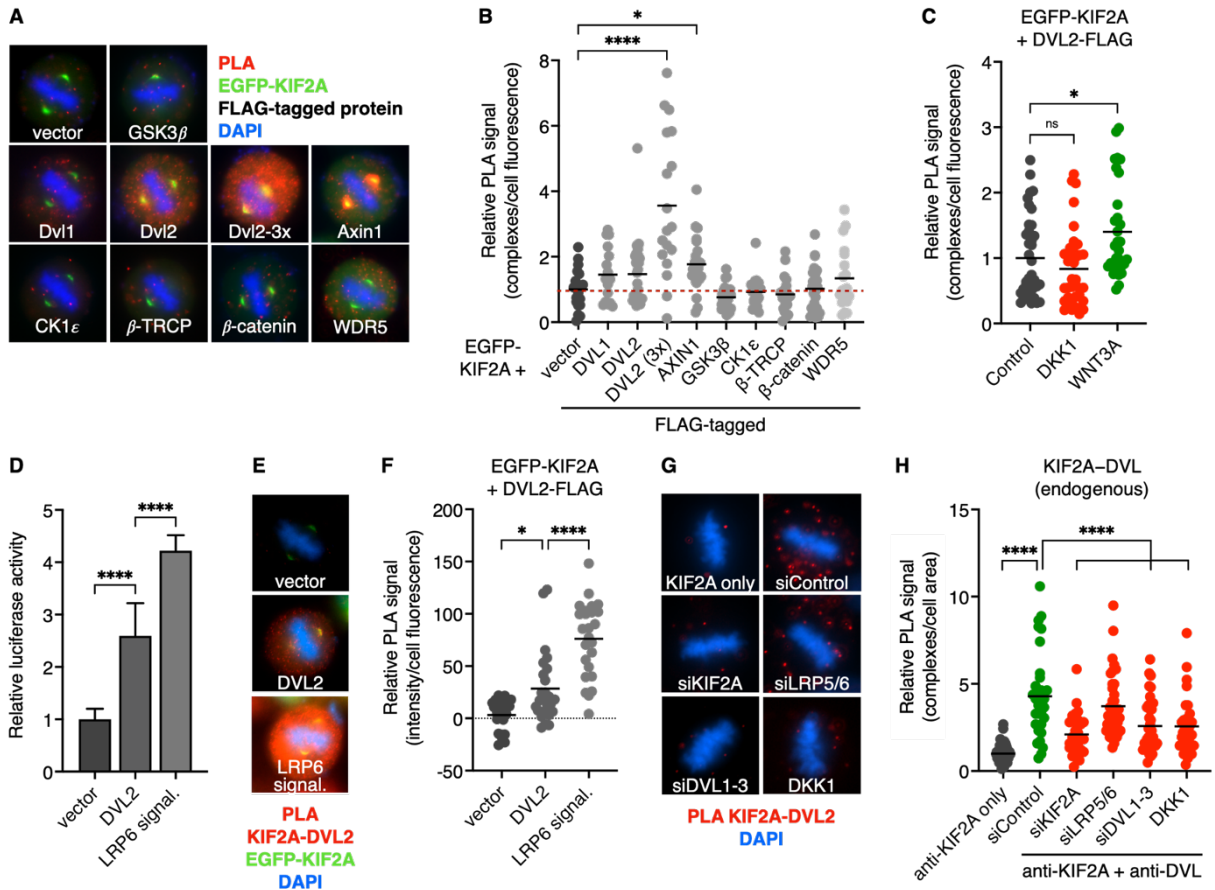 A
PLA
EGFP-KIF2A
FLAG-tagged protein
DAPI
vector
GSK3β
Dvl1
Dvl2
Dvl2-3x
Axin1
CK1ε
β-TRCP
β-catenin
WDR5
B
*
****
Relative PLA signal
(complexes/cell fluorescence)
8
6
4
2
0
EGFP-
KIF2A +
vector
DVL1
DVL2
DVL2 (3x)
AXIN1
GSK3β
CK1ε
β-TRCP
β-catenin
WDR5
FLAG-tagged
C
EGFP-KIF2A
+ DVL2-FLAG
*
ns
Relative PLA signal
(complexes/cell fluorescence)
4
3
2
1
0
Control
DKK1
WNT3A
D
****
****
Relative luciferase activity
5
4
3
2
1
0
vector
DVL2
LRP6 signal.
E
vector
DVL2
LRP6
signal.
PLA
KIF2A-DVL2
EGFP-KIF2A
DAPI
F
EGFP-KIF2A
+ DVL2-FLAG
* ****
Relative PLA signal
(intensity/cell fluorescence)
200
150
100
50
0
-50
vector
DVL2
LRP6 signal.
G
KIF2A only
siControl
siKIF2A
siLRP5/6
siDVL1-3
DKK1
PLA KIF2A-DVL2
DAPI
H
KIF2A–DVL
(endogenous)
****
****
Relative PLA signal
(complexes/cell area)
15
10
5
0
anti-KIF2A only
siControl
siKIF2A
siLRP5/6
siDVL1-3
DKK1
anti-KIF2A + anti-DVL